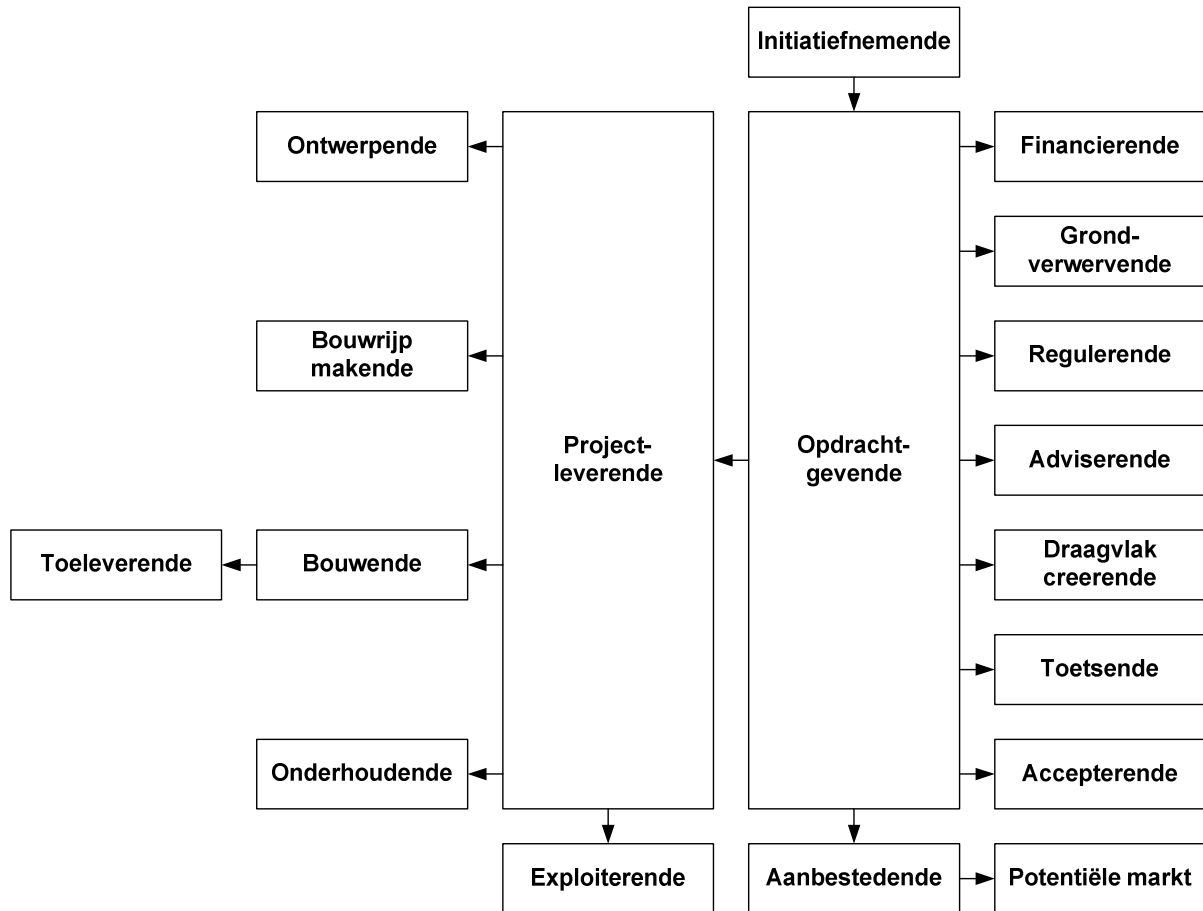 Initiatiefnemende
Ontwerpende
Financierende
Grond-
verwervende
Bouwrijp
makende
Regulerende
Project-
leverende
Opdracht-
gevende
Adviserende
Toeleverende
Bouwende
Draagvlak
creerende
Toetsende
Onderhoudende
Accepterende
Exploiterende
Aanbestedende
Potentiële markt